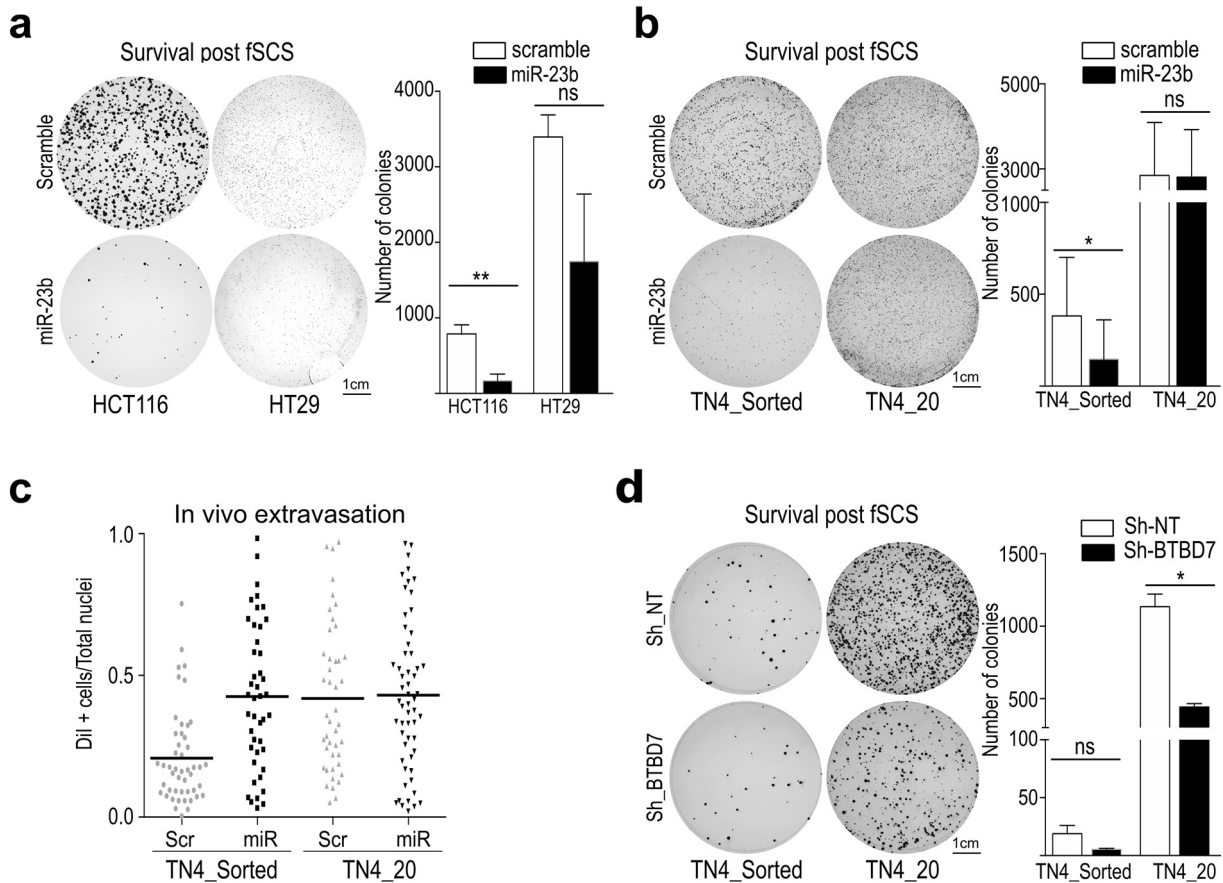 a
Survival post fSCS
Scramble
miR-23b
HCT116 HT29
1cm
scramble
miR-23b
Number of colonies
4000
3000
2000
1000
**
ns
HCT116 HT29
b
Survival post fSCS
Scramble
miR-23b
TN4_Sorted TN4_20
1cm
scramble
miR-23b
Number of colonies
5000
3000
1000
500
*
ns
TN4_Sorted TN4_20
c
In vivo extravasation
Dil + cells/Total nuclei
1.0
0.5
0.0
Scr miR Scr miR
TN4_Sorted TN4_20
d
Survival post fSCS
Sh_NT
Sh_BTBD7
TN4_Sorted TN4_20
1cm
Sh-NT
Sh-BTBD7
Number of colonies
1500
1000
500
100
50
ns
*
TN4_Sorted TN4_20